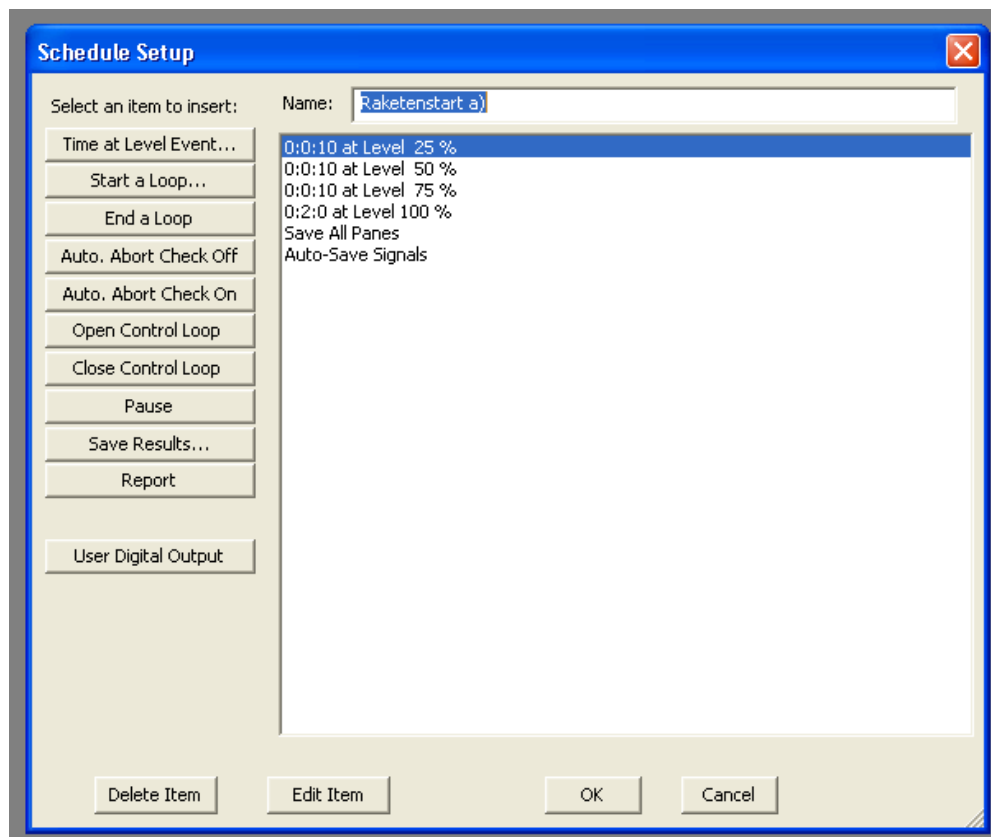 Schedule Setup
Select an item to insert:
Name: Raketenstart a)
Time at Level Event...
Start a Loop...
End a Loop
Auto. Abort Check Off
Auto. Abort Check On
Open Control Loop
Close Control Loop
Pause
Save Results...
Report
User Digital Output
0:0:10 at Level  25 %
0:0:10 at Level  50 %
0:0:10 at Level  75 %
0:2:0 at Level 100 %
Save All Panes
Auto-Save Signals
Delete Item
Edit Item
OK
Cancel